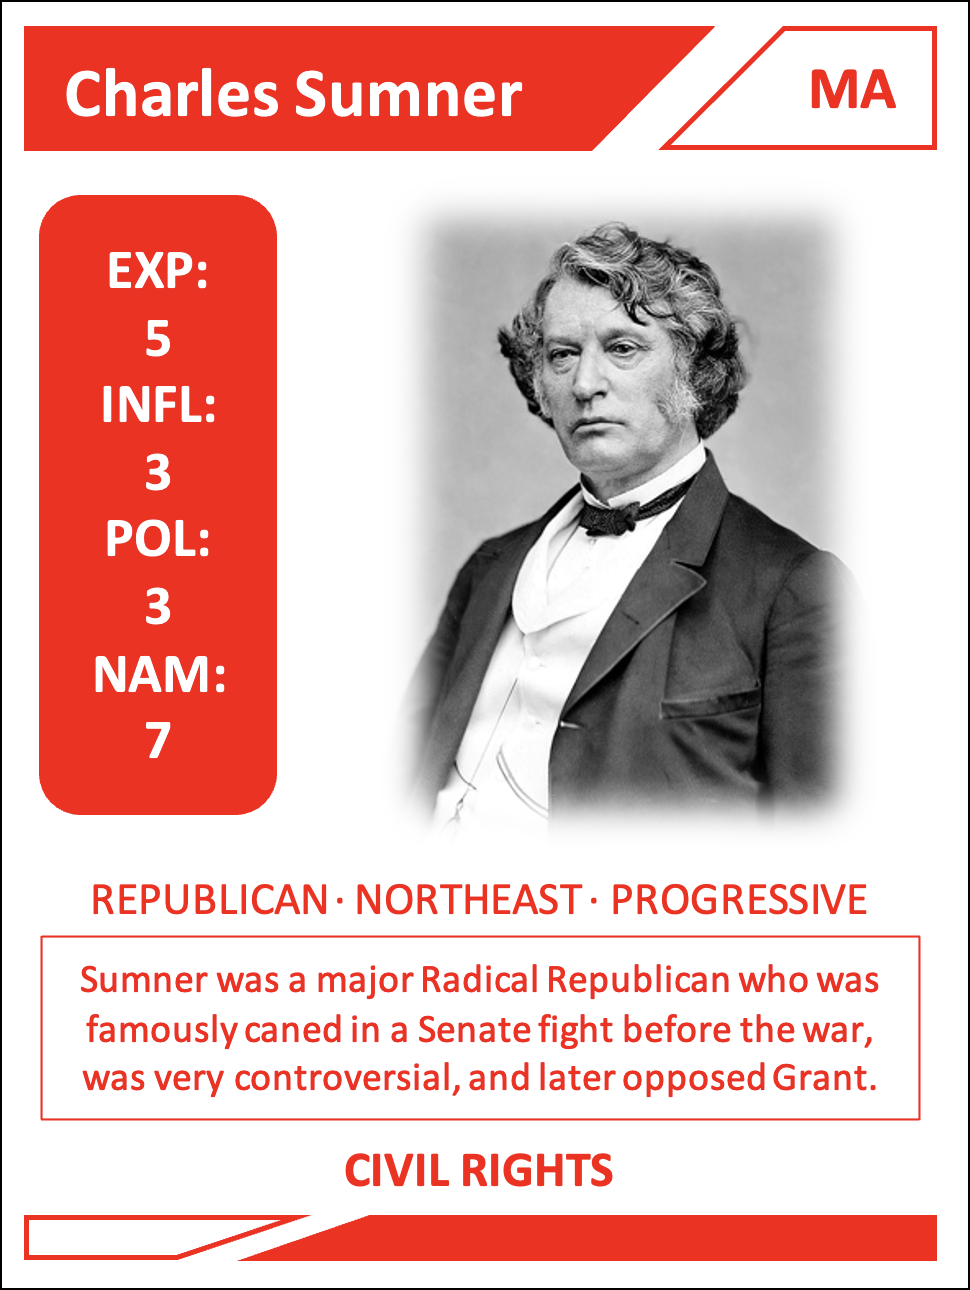 Charles Sumner
MA
EXP:
5
INFL:
3
POL:
3
NAM:
7
REPUBLICAN · NORTHEAST · PROGRESSIVE
Sumner was a major Radical Republican who was
famously caned in a Senate fight before the war,
was very controversial, and later opposed Grant.
CIVIL RIGHTS